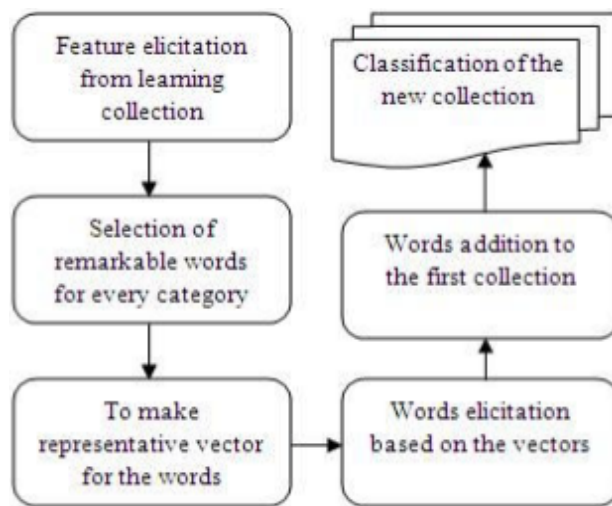 Feature elicitation
from learning
collection
Selection of
remarkable words
for every category
To make
representative vector
for the words
Words elicitation
based on the vectors
Words addition to
the first collection
Classification of the
new collection